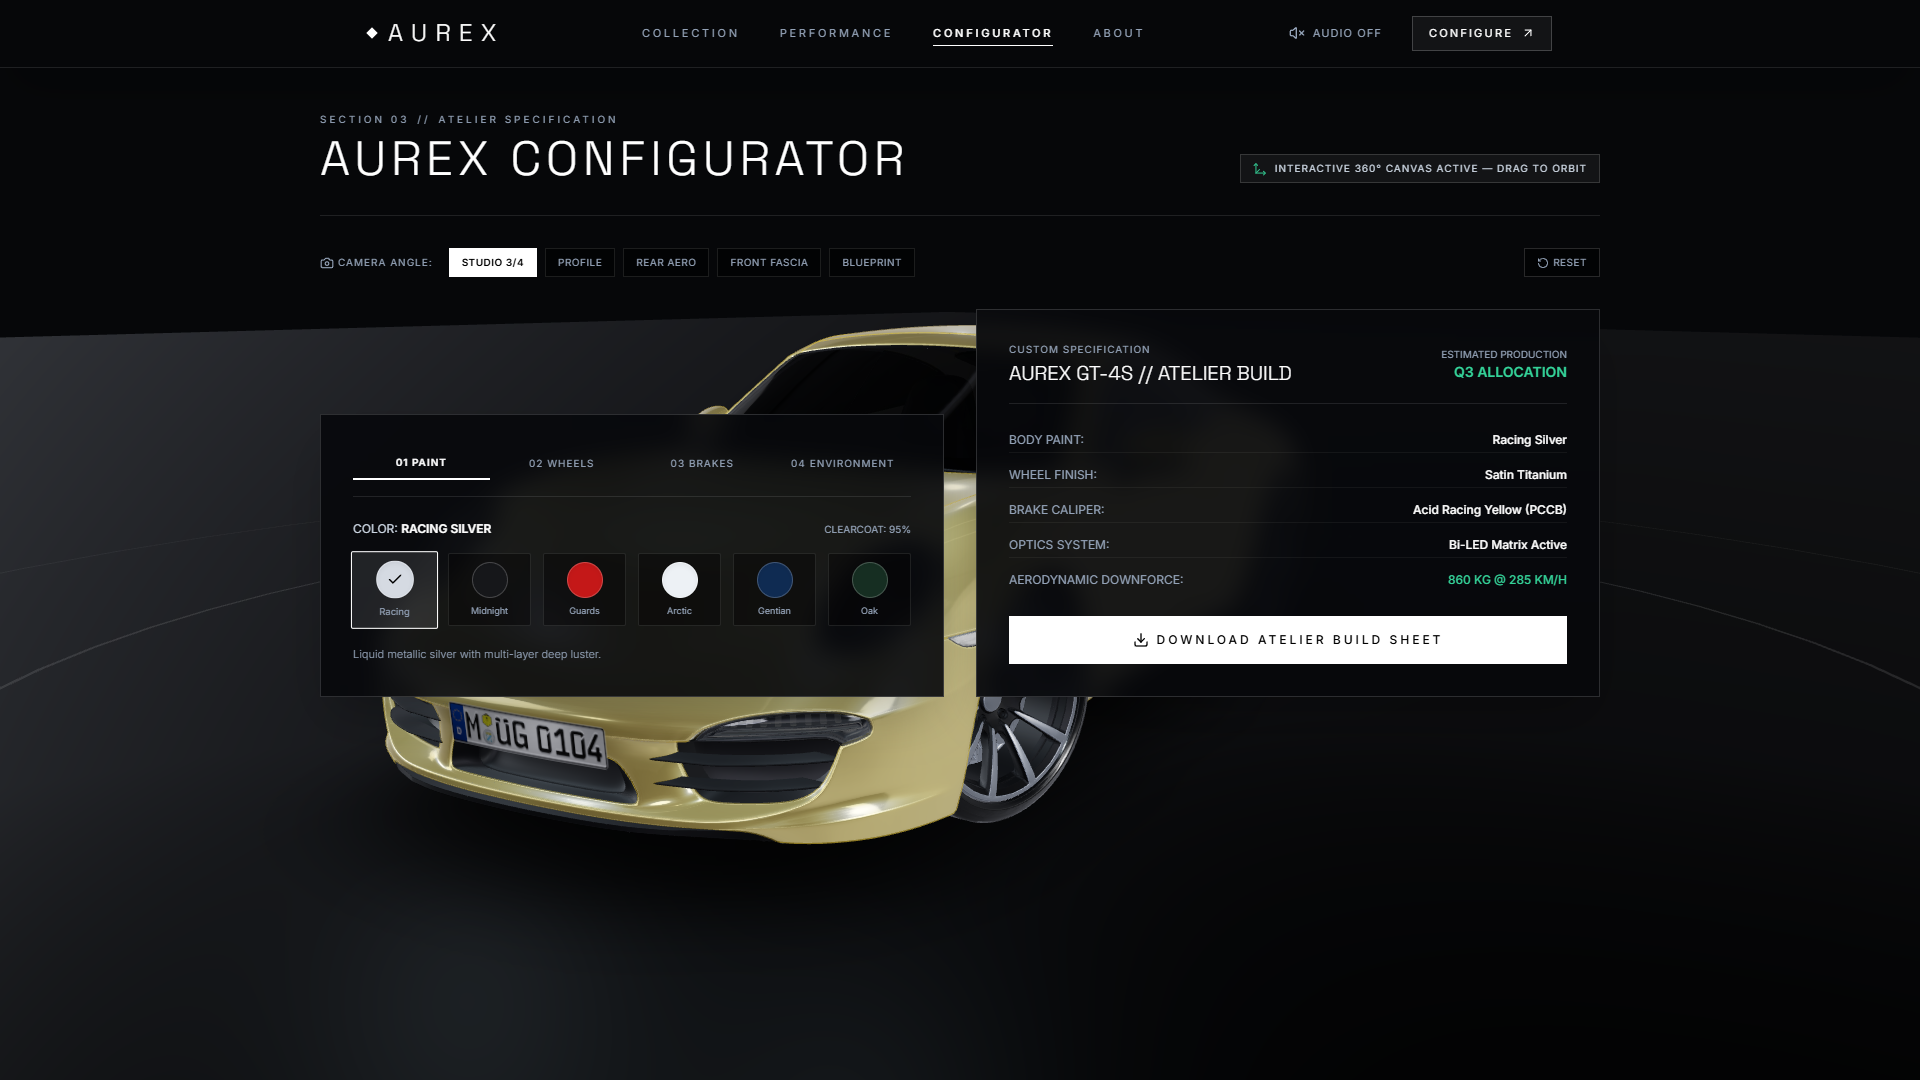 AUREX
COLLECTION
PERFORMANCE
CONFIGURATOR
ABOUT
AUDIO OFF
CONFIGURE
SECTION 03 // ATELIER SPECIFICATION
AUREX CONFIGURATOR
INTERACTIVE 360° CANVAS ACTIVE — DRAG TO ORBIT
CAMERA ANGLE:
STUDIO 3/4
PROFILE
REAR AERO
FRONT FASCIA
BLUEPRINT
RESET
01 PAINT
02 WHEELS
03 BRAKES
04 ENVIRONMENT
COLOR: RACING SILVER
CLEARCOAT: 95%
Racing
Midnight
Guards
Arctic
Gentian
Oak
Liquid metallic silver with multi-layer deep luster.
CUSTOM SPECIFICATION
AUREX GT-4S // ATELIER BUILD
ESTIMATED PRODUCTION
Q3 ALLOCATION
BODY PAINT: Racing Silver
WHEEL FINISH: Satin Titanium
BRAKE CALIPER: Acid Racing Yellow (PCCB)
OPTICS SYSTEM: Bi-LED Matrix Active
AERODYNAMIC DOWNFORCE: 860 KG @ 285 KM/H
DOWNLOAD ATELIER BUILD SHEET
D
M ÜG 0104